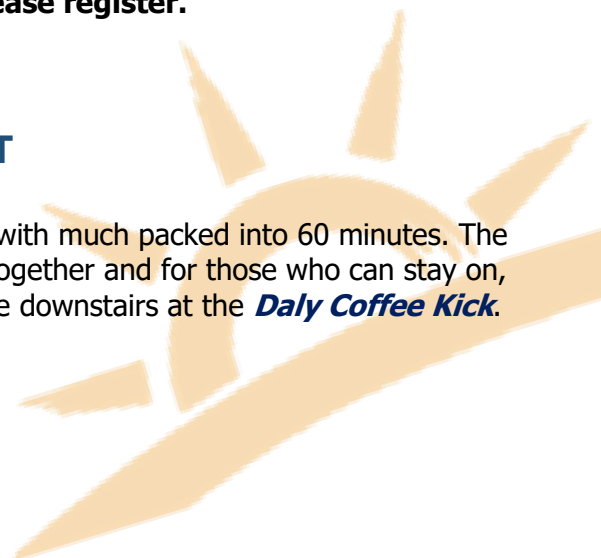 ease register.
T
with much packed into 60 minutes. The
ogether and for those who can stay on,
e downstairs at the Daly Coffee Kick.